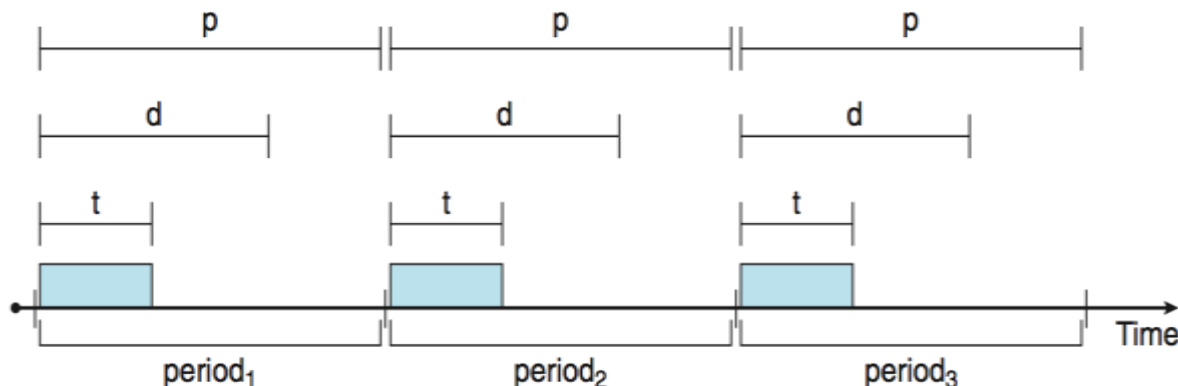 p p p
d d d
t t t
Time
period₁ period₂ period₃